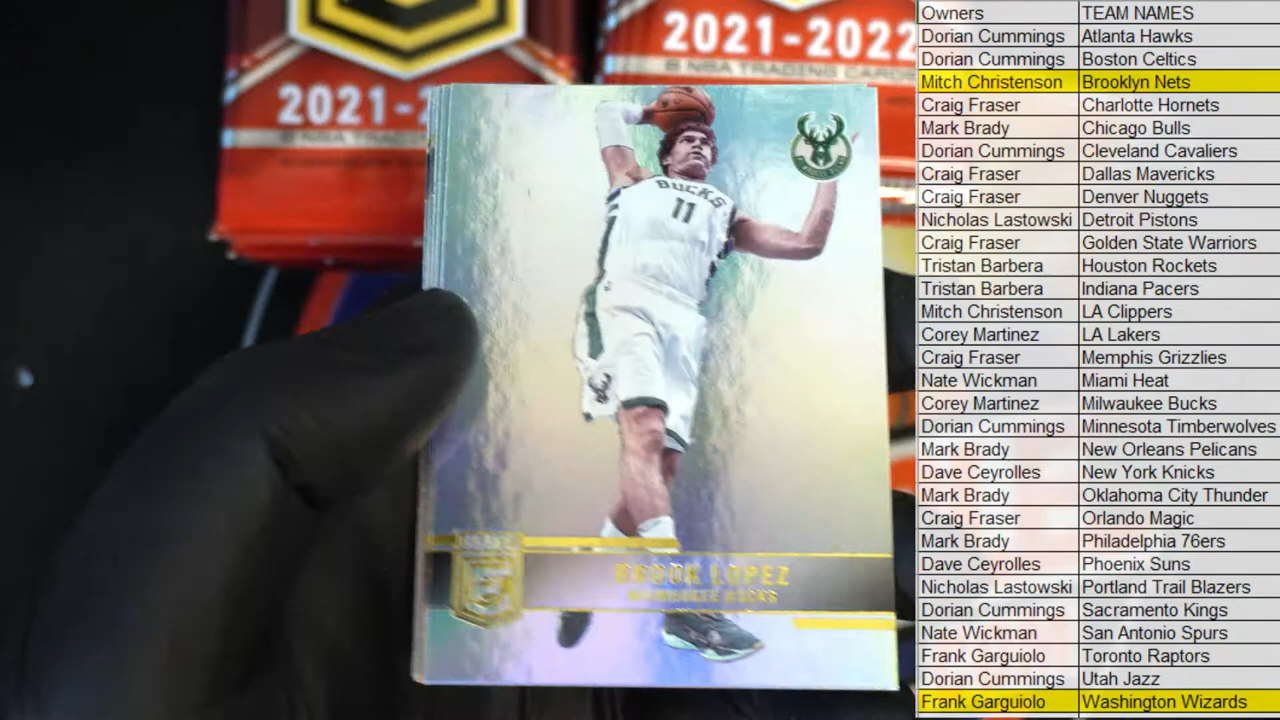 2021-2
2021-2022
NBA TRADING CARDS
BUCKS
11
BROOK LOPEZ
MILWAUKEE BUCKS
Owners TEAM NAMES
Dorian Cummings Atlanta Hawks
Dorian Cummings Boston Celtics
Mitch Christenson Brooklyn Nets
Craig Fraser Charlotte Hornets
Mark Brady Chicago Bulls
Dorian Cummings Cleveland Cavaliers
Craig Fraser Dallas Mavericks
Craig Fraser Denver Nuggets
Nicholas Lastowski Detroit Pistons
Craig Fraser Golden State Warriors
Tristan Barbera Houston Rockets
Tristan Barbera Indiana Pacers
Mitch Christenson LA Clippers
Corey Martinez LA Lakers
Craig Fraser Memphis Grizzlies
Nate Wickman Miami Heat
Corey Martinez Milwaukee Bucks
Dorian Cummings Minnesota Timberwolves
Mark Brady New Orleans Pelicans
Dave Ceyrolles New York Knicks
Mark Brady Oklahoma City Thunder
Craig Fraser Orlando Magic
Mark Brady Philadelphia 76ers
Dave Ceyrolles Phoenix Suns
Nicholas Lastowski Portland Trail Blazers
Dorian Cummings Sacramento Kings
Nate Wickman San Antonio Spurs
Frank Garguiolo Toronto Raptors
Dorian Cummings Utah Jazz
Frank Garguiolo Washington Wizards